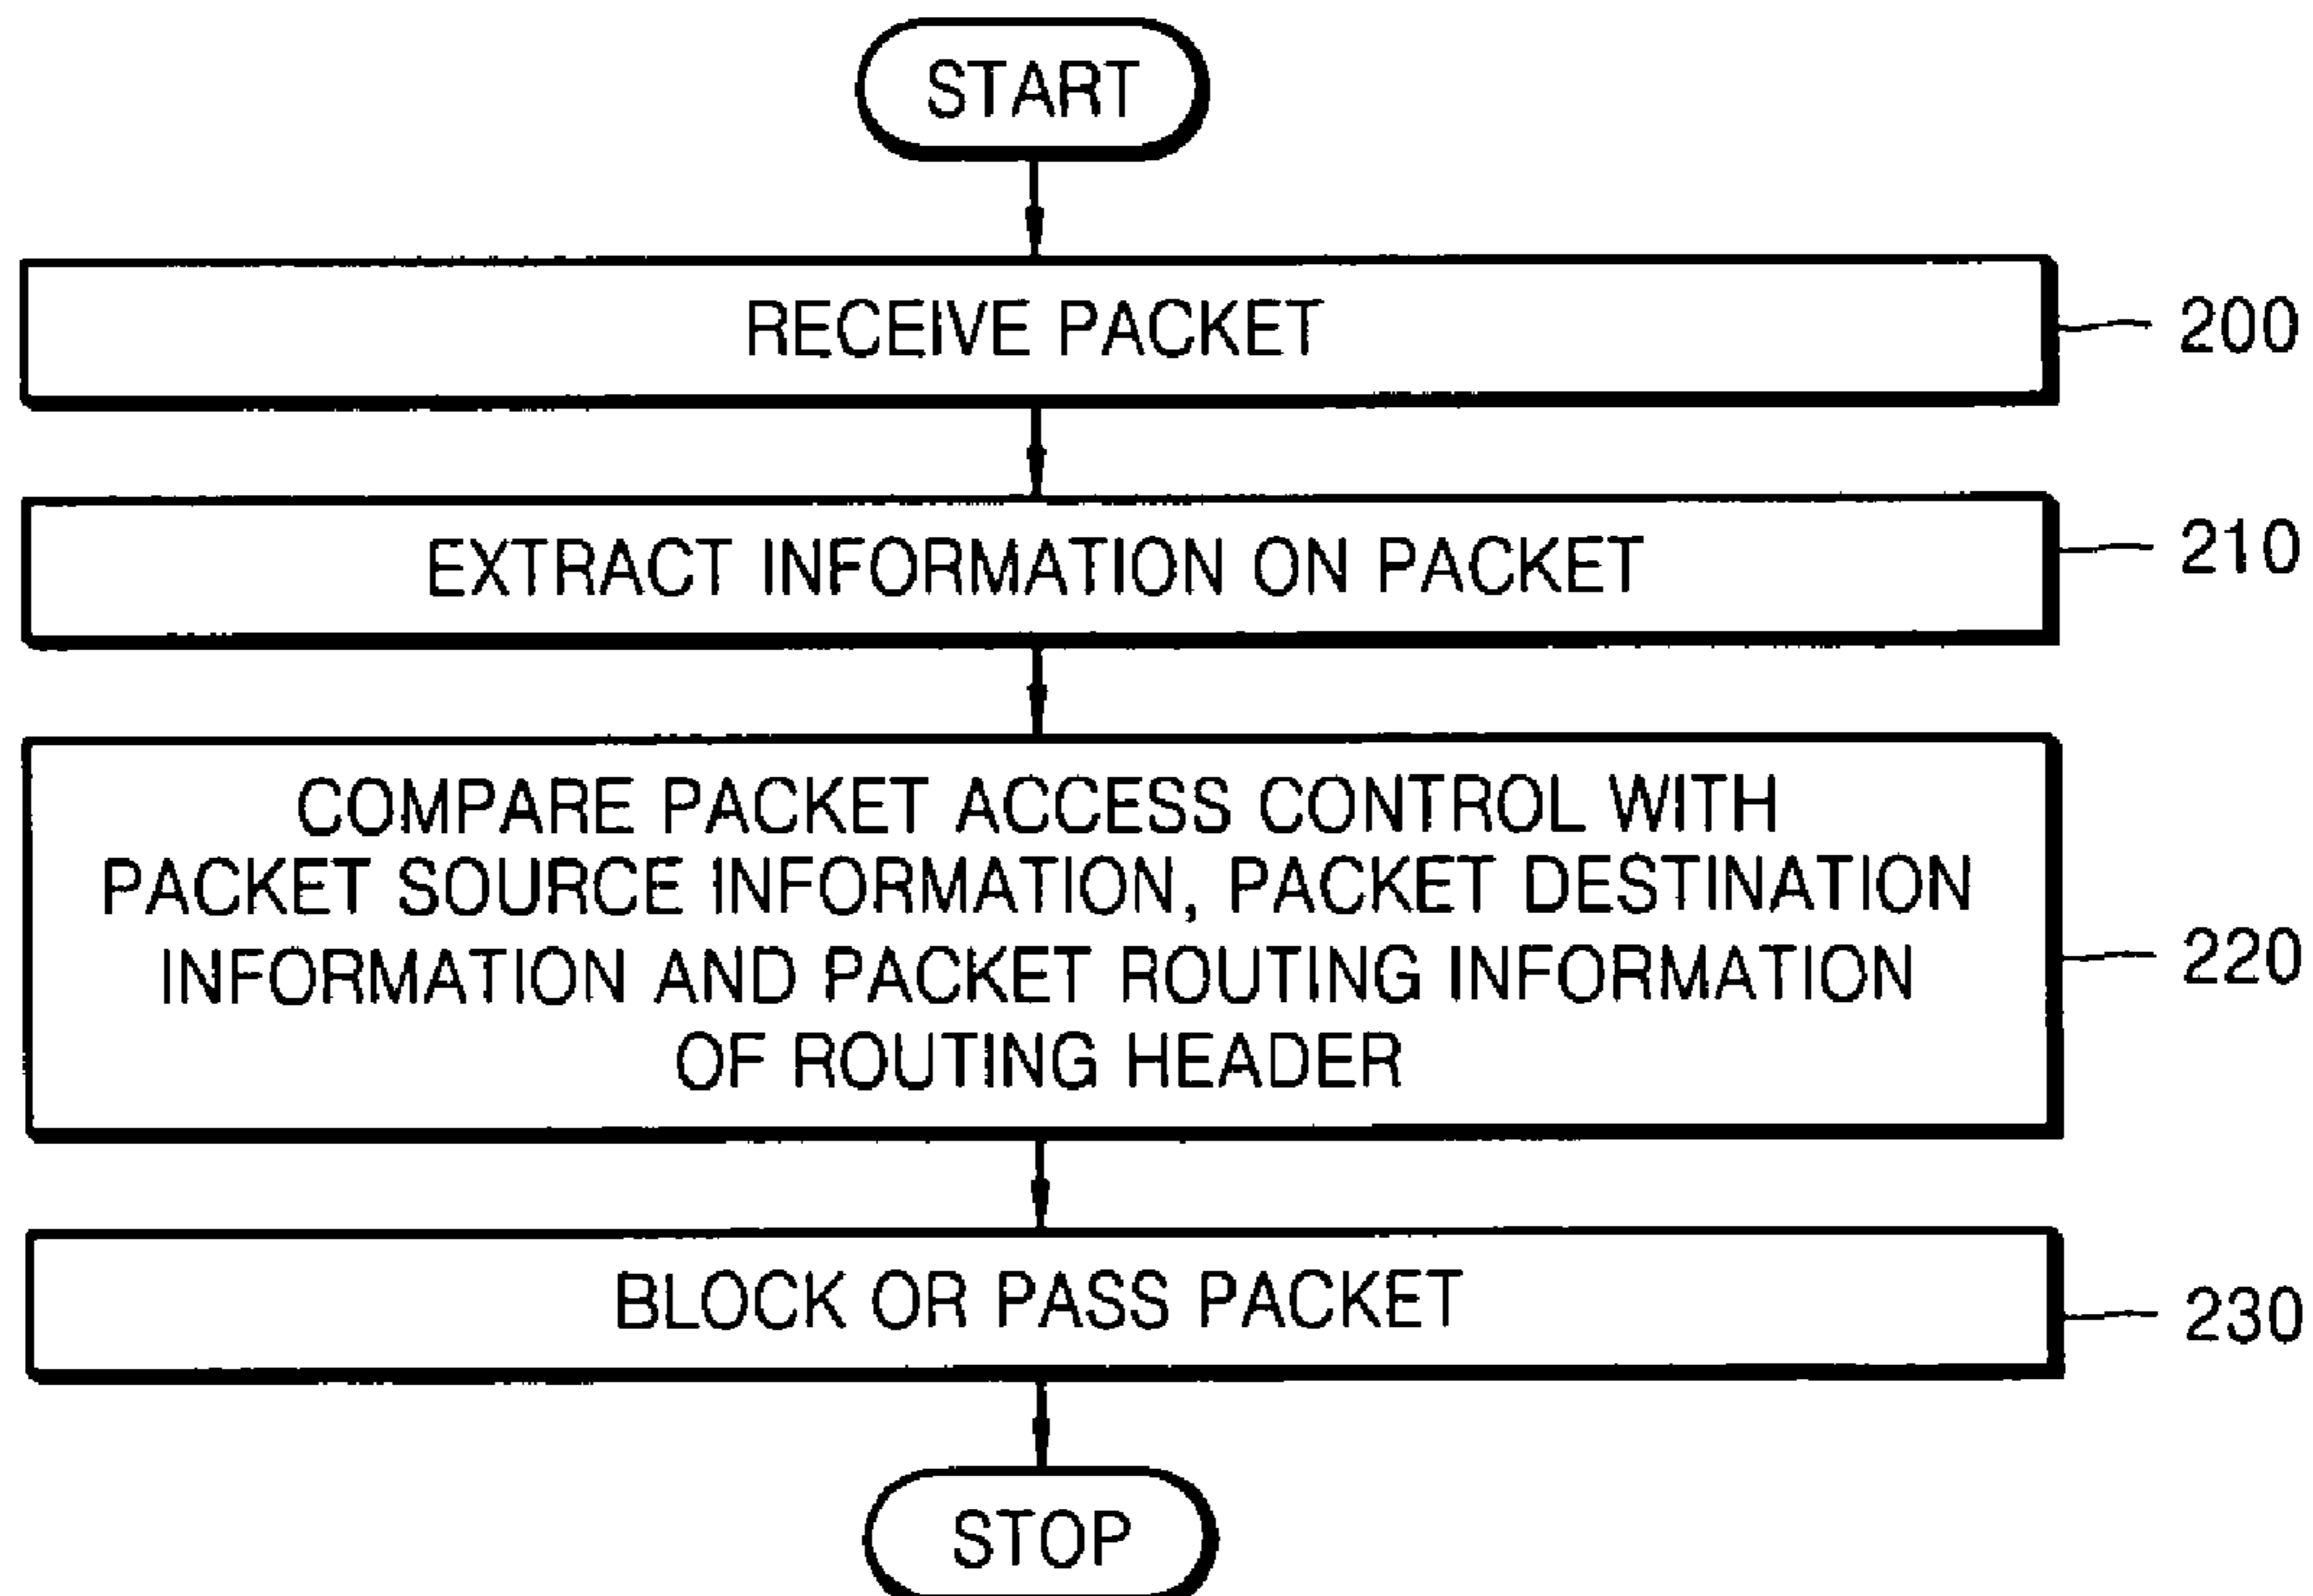 START
RECEIVE PACKET
200
EXTRACT INFORMATION ON PACKET
210
COMPARE PACKET ACCESS CONTROL WITH
PACKET SOURCE INFORMATION, PACKET DESTINATION
INFORMATION AND PACKET ROUTING INFORMATION
OF ROUTING HEADER
220
BLOCK OR PASS PACKET
230
STOP